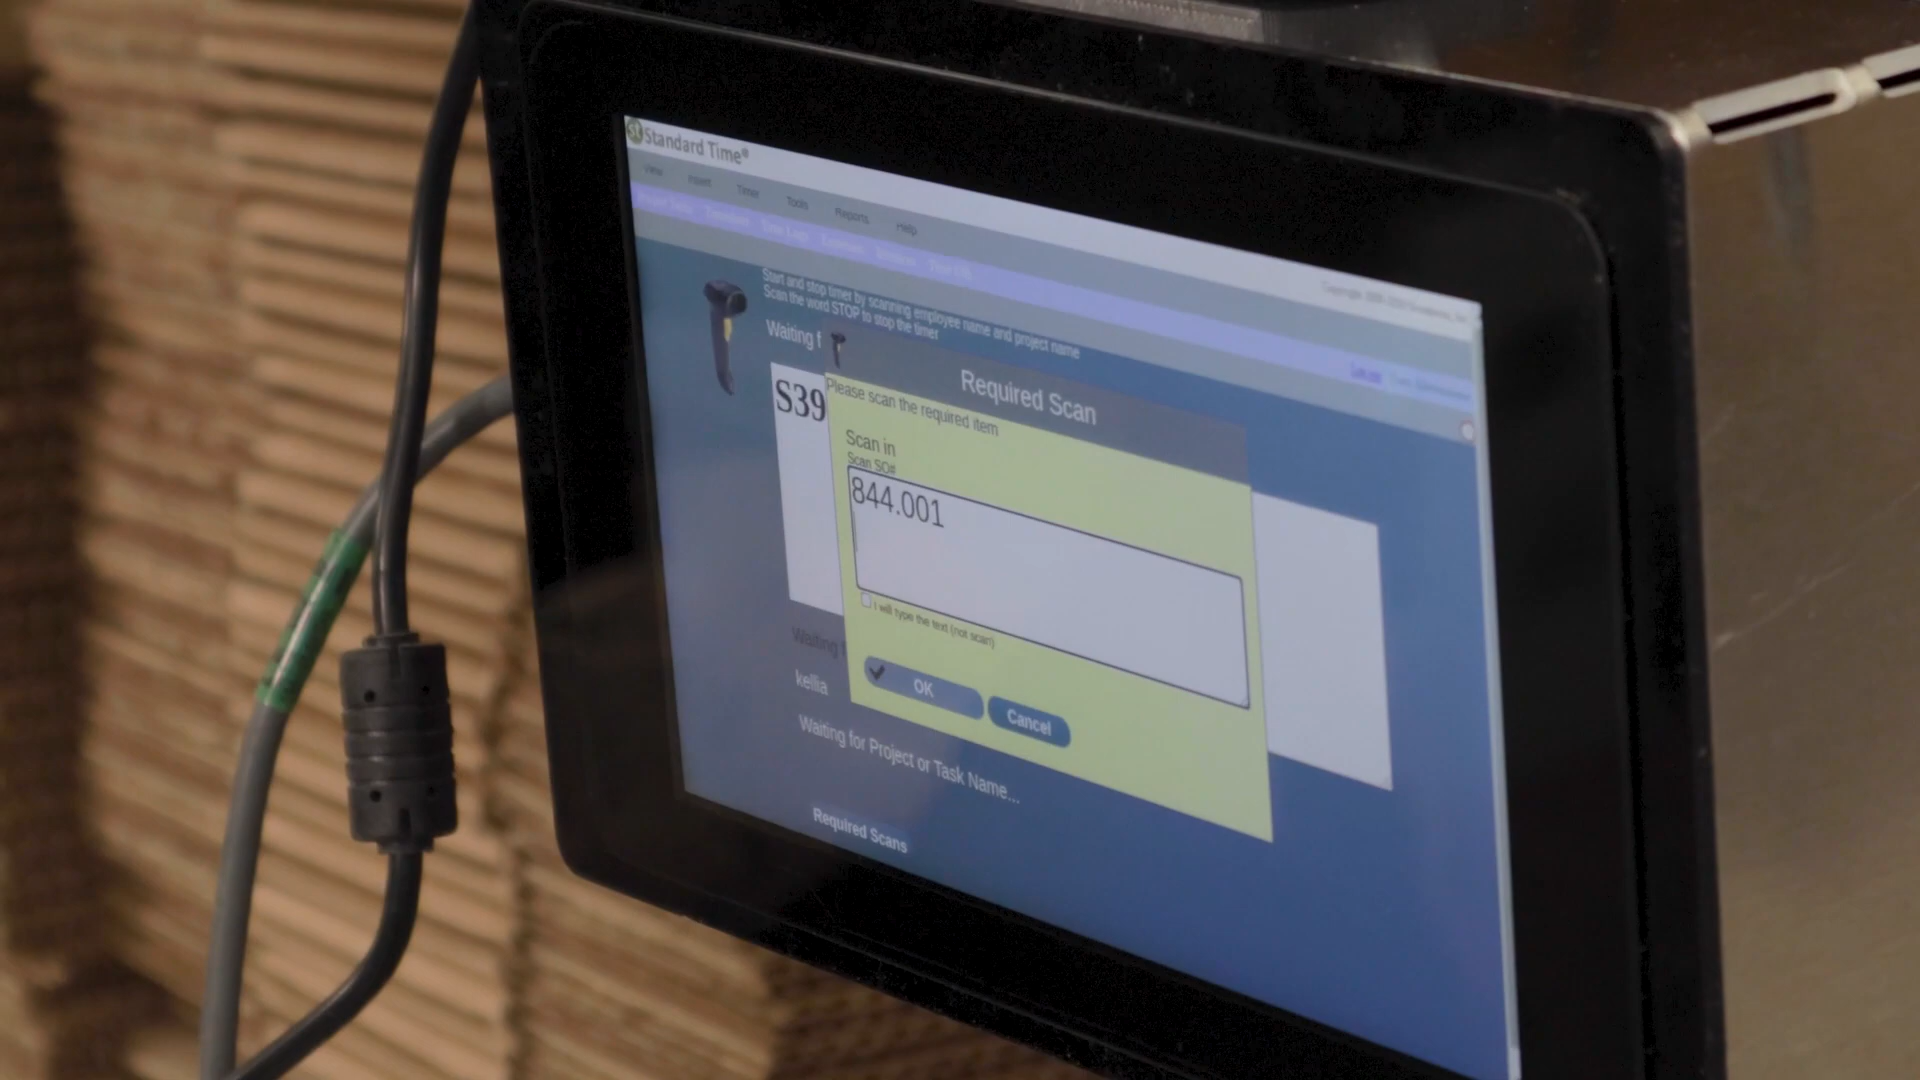 st Standard Time®
View Insert Timer Tools Reports Help
Start and stop timer by scanning employee name and project name
Scan the word STOP to stop the timer
Waiting f
S39
Required Scan
Please scan the required item
Scan in
Scan SO#
844.001
I will type the text (not scan)
OK
Cancel
Waiting f
kellia
Waiting for Project or Task Name...
Required Scans